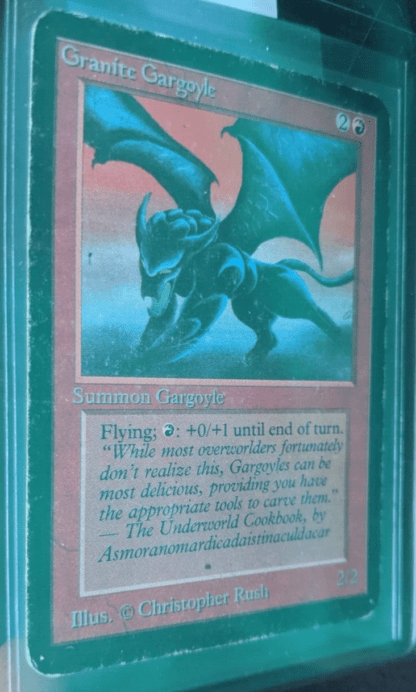 Granite Gargoyle
2
Summon Gargoyle
Flying; : +0/+1 until end of turn.
"While most overworlders fortunately
don't realize this, Gargoyles can be
most delicious, providing you have
the appropriate tools to carve them."
— The Underworld Cookbook, by
Asmoranomardicadaistinaculdacar
2/2
Illus. © Christopher Rush